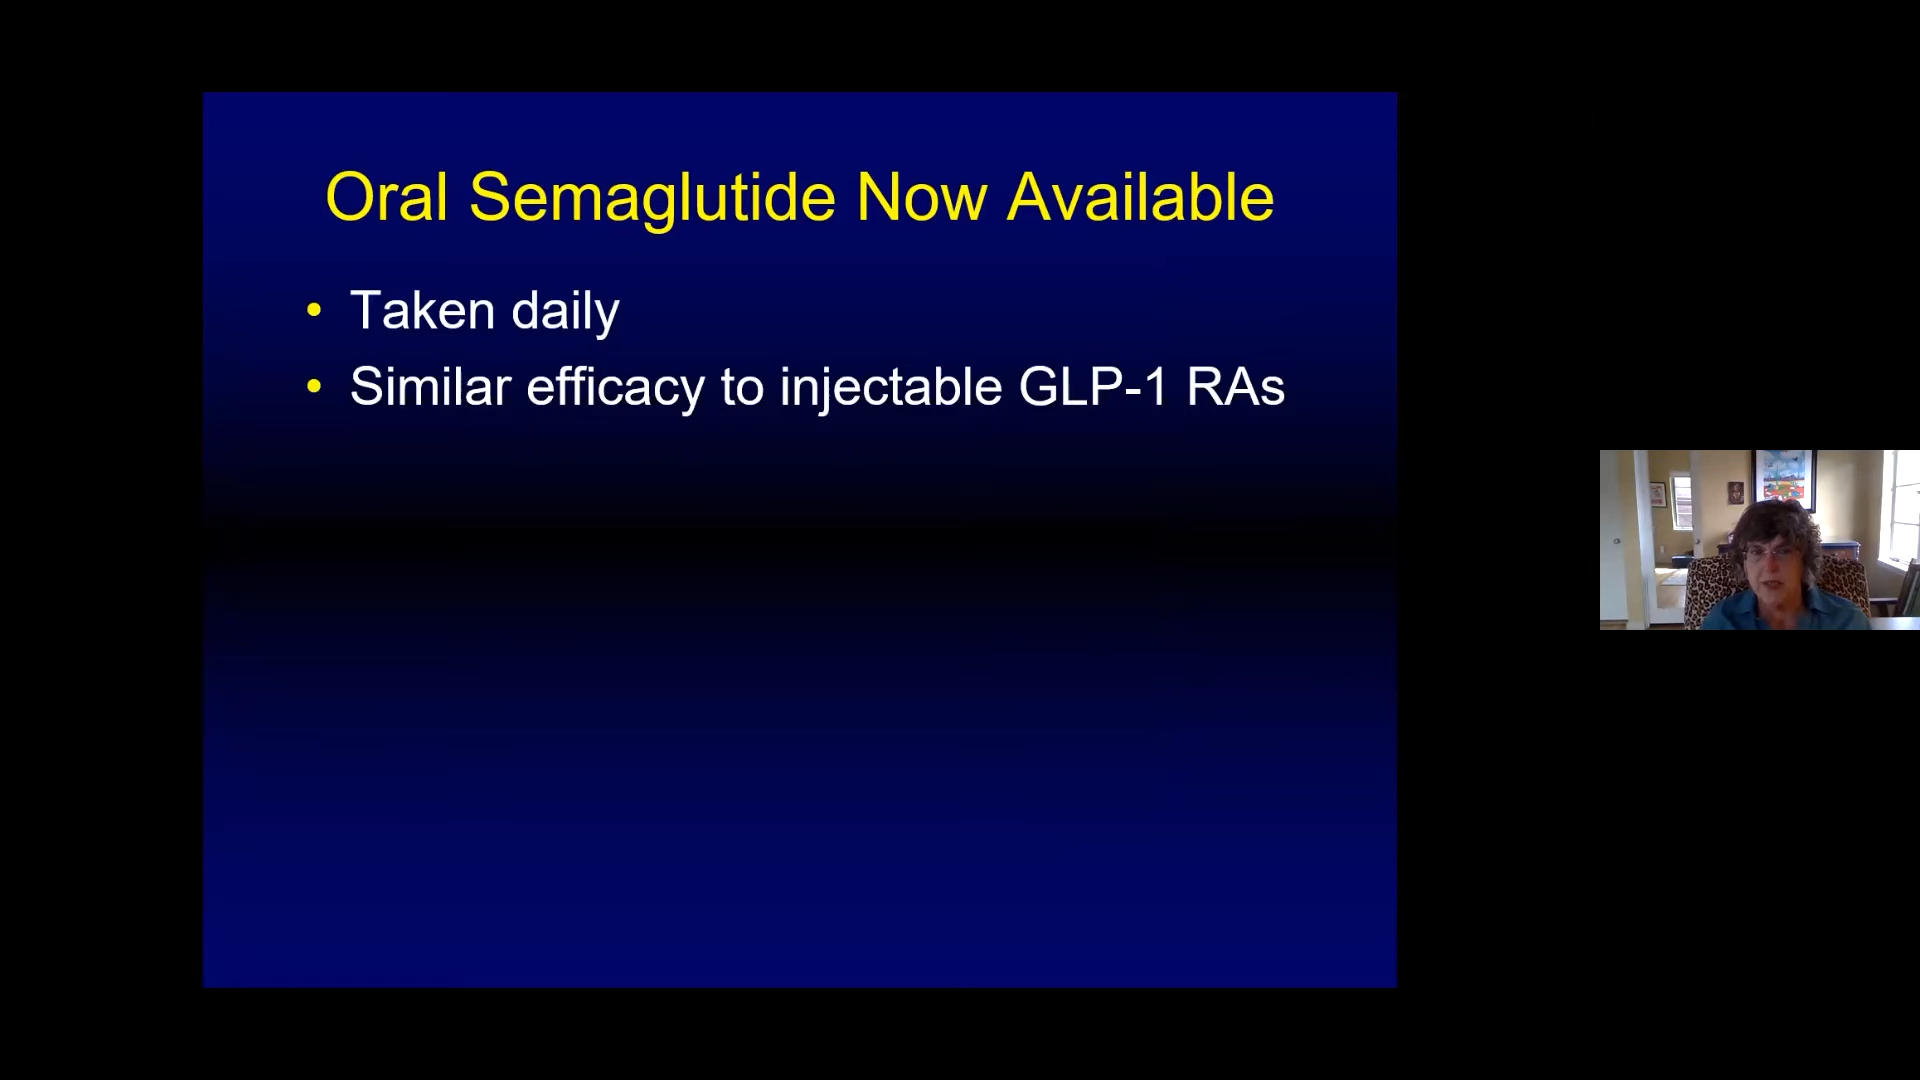 Oral Semaglutide Now Available
• Taken daily
• Similar efficacy to injectable GLP-1 RAs